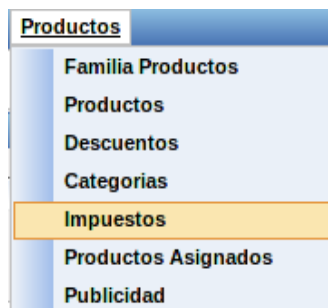 Productos
Familia Productos
Productos
Descuentos
Categorias
Impuestos
Productos Asignados
Publicidad